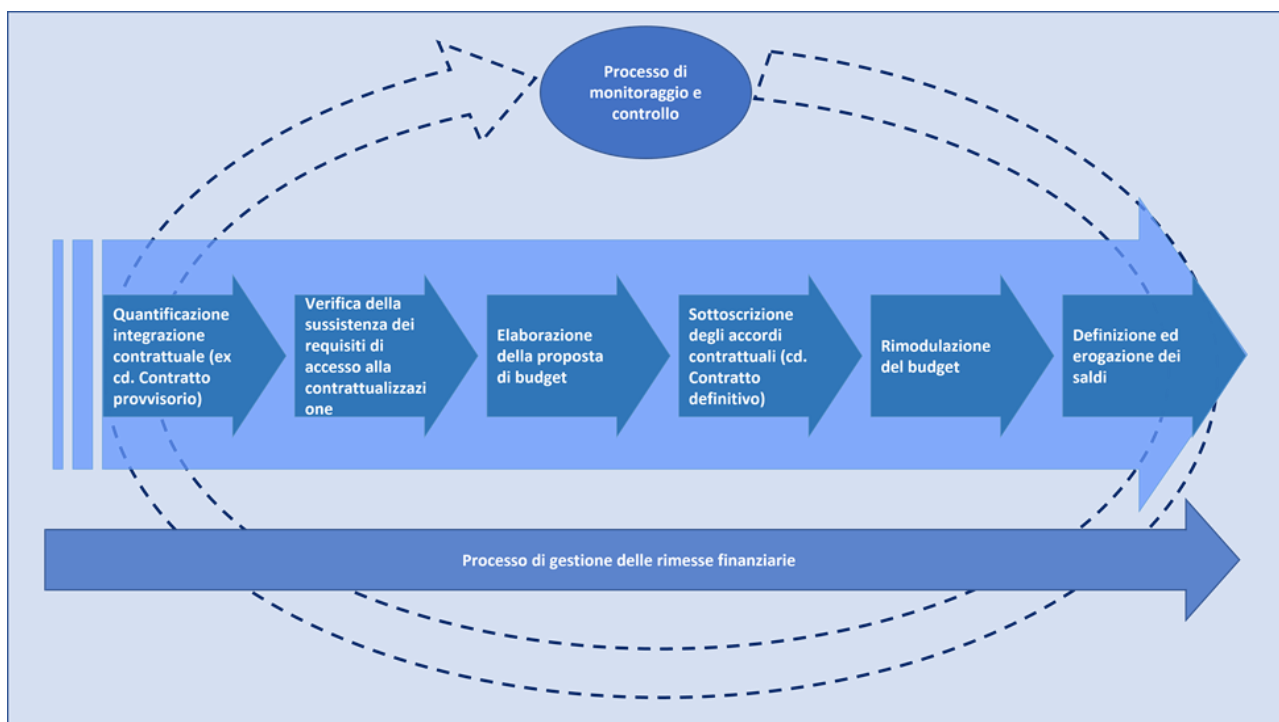 Processo di
monitoraggio e
controllo
Quantificazione
integrazione
contrattuale (ex
cd. Contratto
provvisorio)
Verifica della
sussistenza dei
requisiti di
accesso alla
contrattualizzazi
one
Elaborazione
della proposta
di budget
Sottoscrizione
degli accordi
contrattuali (cd.
Contratto
definitivo)
Rimodulazione
del budget
Definizione ed
erogazione dei
saldi
Processo di gestione delle rimesse finanziarie